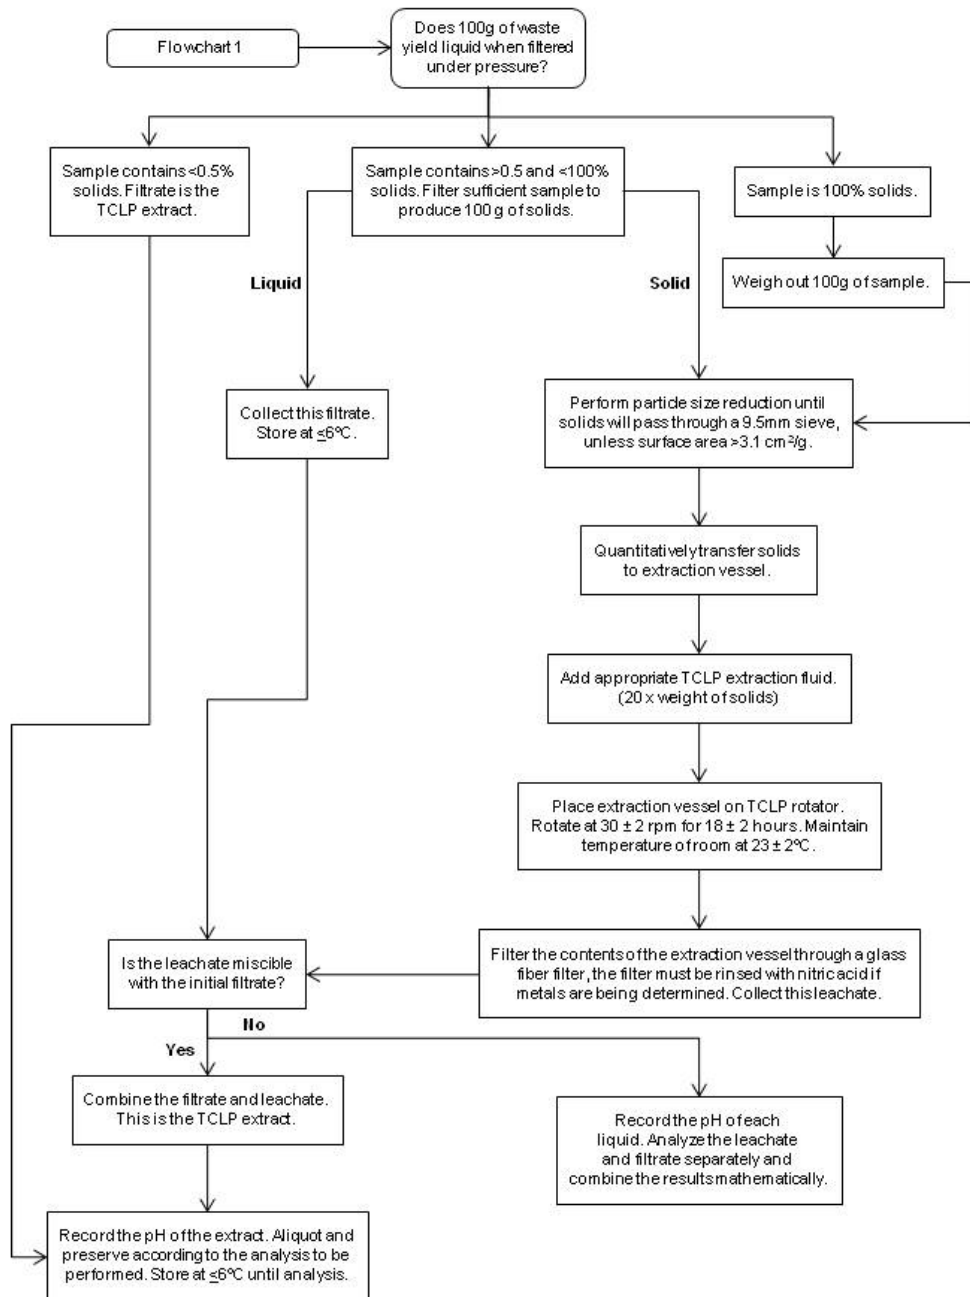 Flowchart 1
Does 100g of waste
yield liquid when filtered
under pressure?
Sample contains <0.5%
solids. Filtrate is the
TCLP extract.
Sample contains >0.5 and <100%
solids. Filter sufficient sample to
produce 100 g of solids.
Sample is 100% solids.
Liquid
Solid
Weigh out 100g of sample.
Collect this filtrate.
Store at ≤6ºC.
Perform particle size reduction until
solids will pass through a 9.5mm sieve,
unless surface area >3.1 cm²/g.
Quantitatively transfer solids
to extraction vessel.
Add appropriate TCLP extraction fluid.
(20 x weight of solids)
Place extraction vessel on TCLP rotator.
Rotate at 30 ± 2 rpm for 18 ± 2 hours. Maintain
temperature of room at 23 ± 2ºC.
Is the leachate miscible
with the initial filtrate?
Filter the contents of the extraction vessel through a glass
fiber filter, the filter must be rinsed with nitric acid if
metals are being determined. Collect this leachate.
No
Yes
Combine the filtrate and leachate.
This is the TCLP extract.
Record the pH of each
liquid. Analyze the leachate
and filtrate separately and
combine the results mathematically.
Record the pH of the extract. Aliquot and
preserve according to the analysis to be
performed. Store at ≤6ºC until analysis.